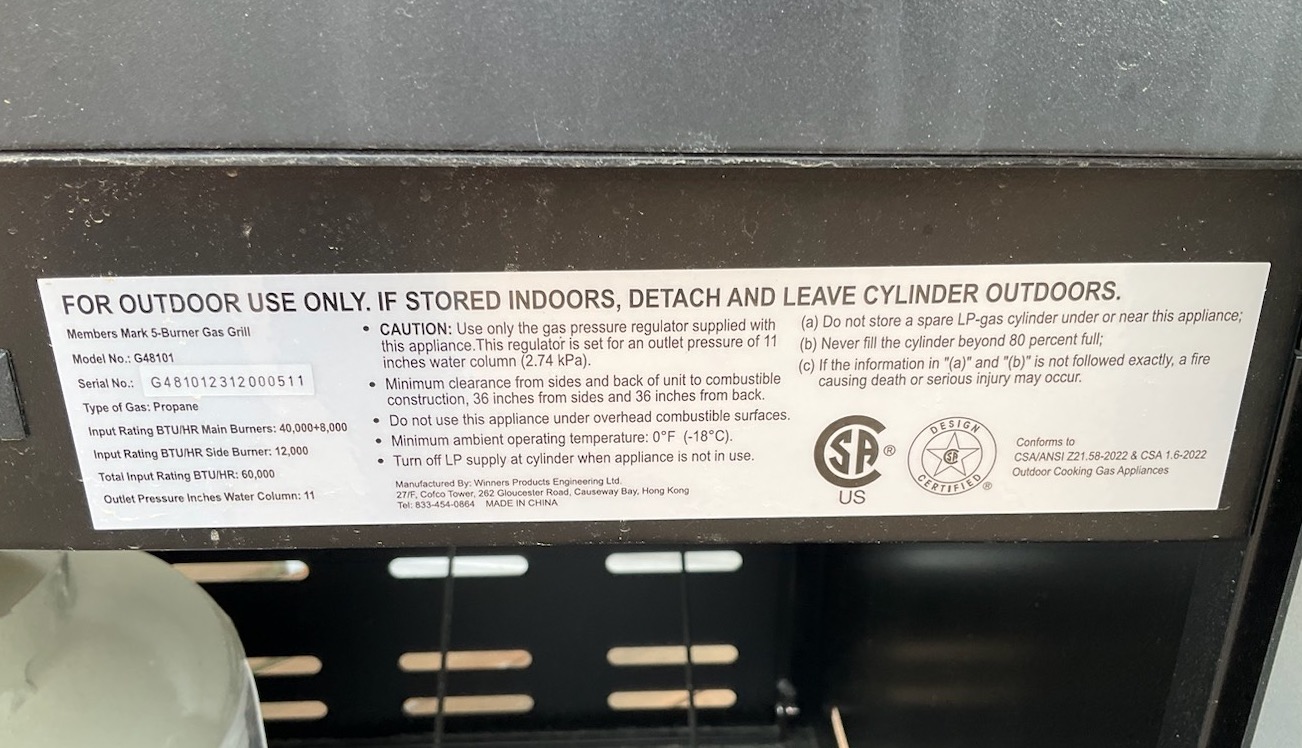 FOR OUTDOOR USE ONLY. IF STORED INDOORS, DETACH AND LEAVE CYLINDER OUTDOORS.
Members Mark 5-Burner Gas Grill
Model No.: G48101
Serial No.: G481012312000511
Type of Gas: Propane
Input Rating BTU/HR Main Burners: 40,000+8,000
Input Rating BTU/HR Side Burner: 12,000
Total Input Rating BTU/HR: 60,000
Outlet Pressure Inches Water Column: 11
• CAUTION: Use only the gas pressure regulator supplied with
this appliance.This regulator is set for an outlet pressure of 11
inches water column (2.74 kPa).
• Minimum clearance from sides and back of unit to combustible
construction, 36 inches from sides and 36 inches from back.
• Do not use this appliance under overhead combustible surfaces.
• Minimum ambient operating temperature: 0°F (-18°C).
• Turn off LP supply at cylinder when appliance is not in use.
Manufactured By: Winners Products Engineering Ltd.
27/F, Cofco Tower, 262 Gloucester Road, Causeway Bay, Hong Kong
Tel: 833-454-0864 MADE IN CHINA
(a) Do not store a spare LP-gas cylinder under or near this appliance;
(b) Never fill the cylinder beyond 80 percent full;
(c) If the information in "(a)" and "(b)" is not followed exactly, a fire
causing death or serious injury may occur.
SA ®
US
DESIGN
SA
CERTIFIED ®
Conforms to
CSA/ANSI Z21.58-2022 & CSA 1.6-2022
Outdoor Cooking Gas Appliances